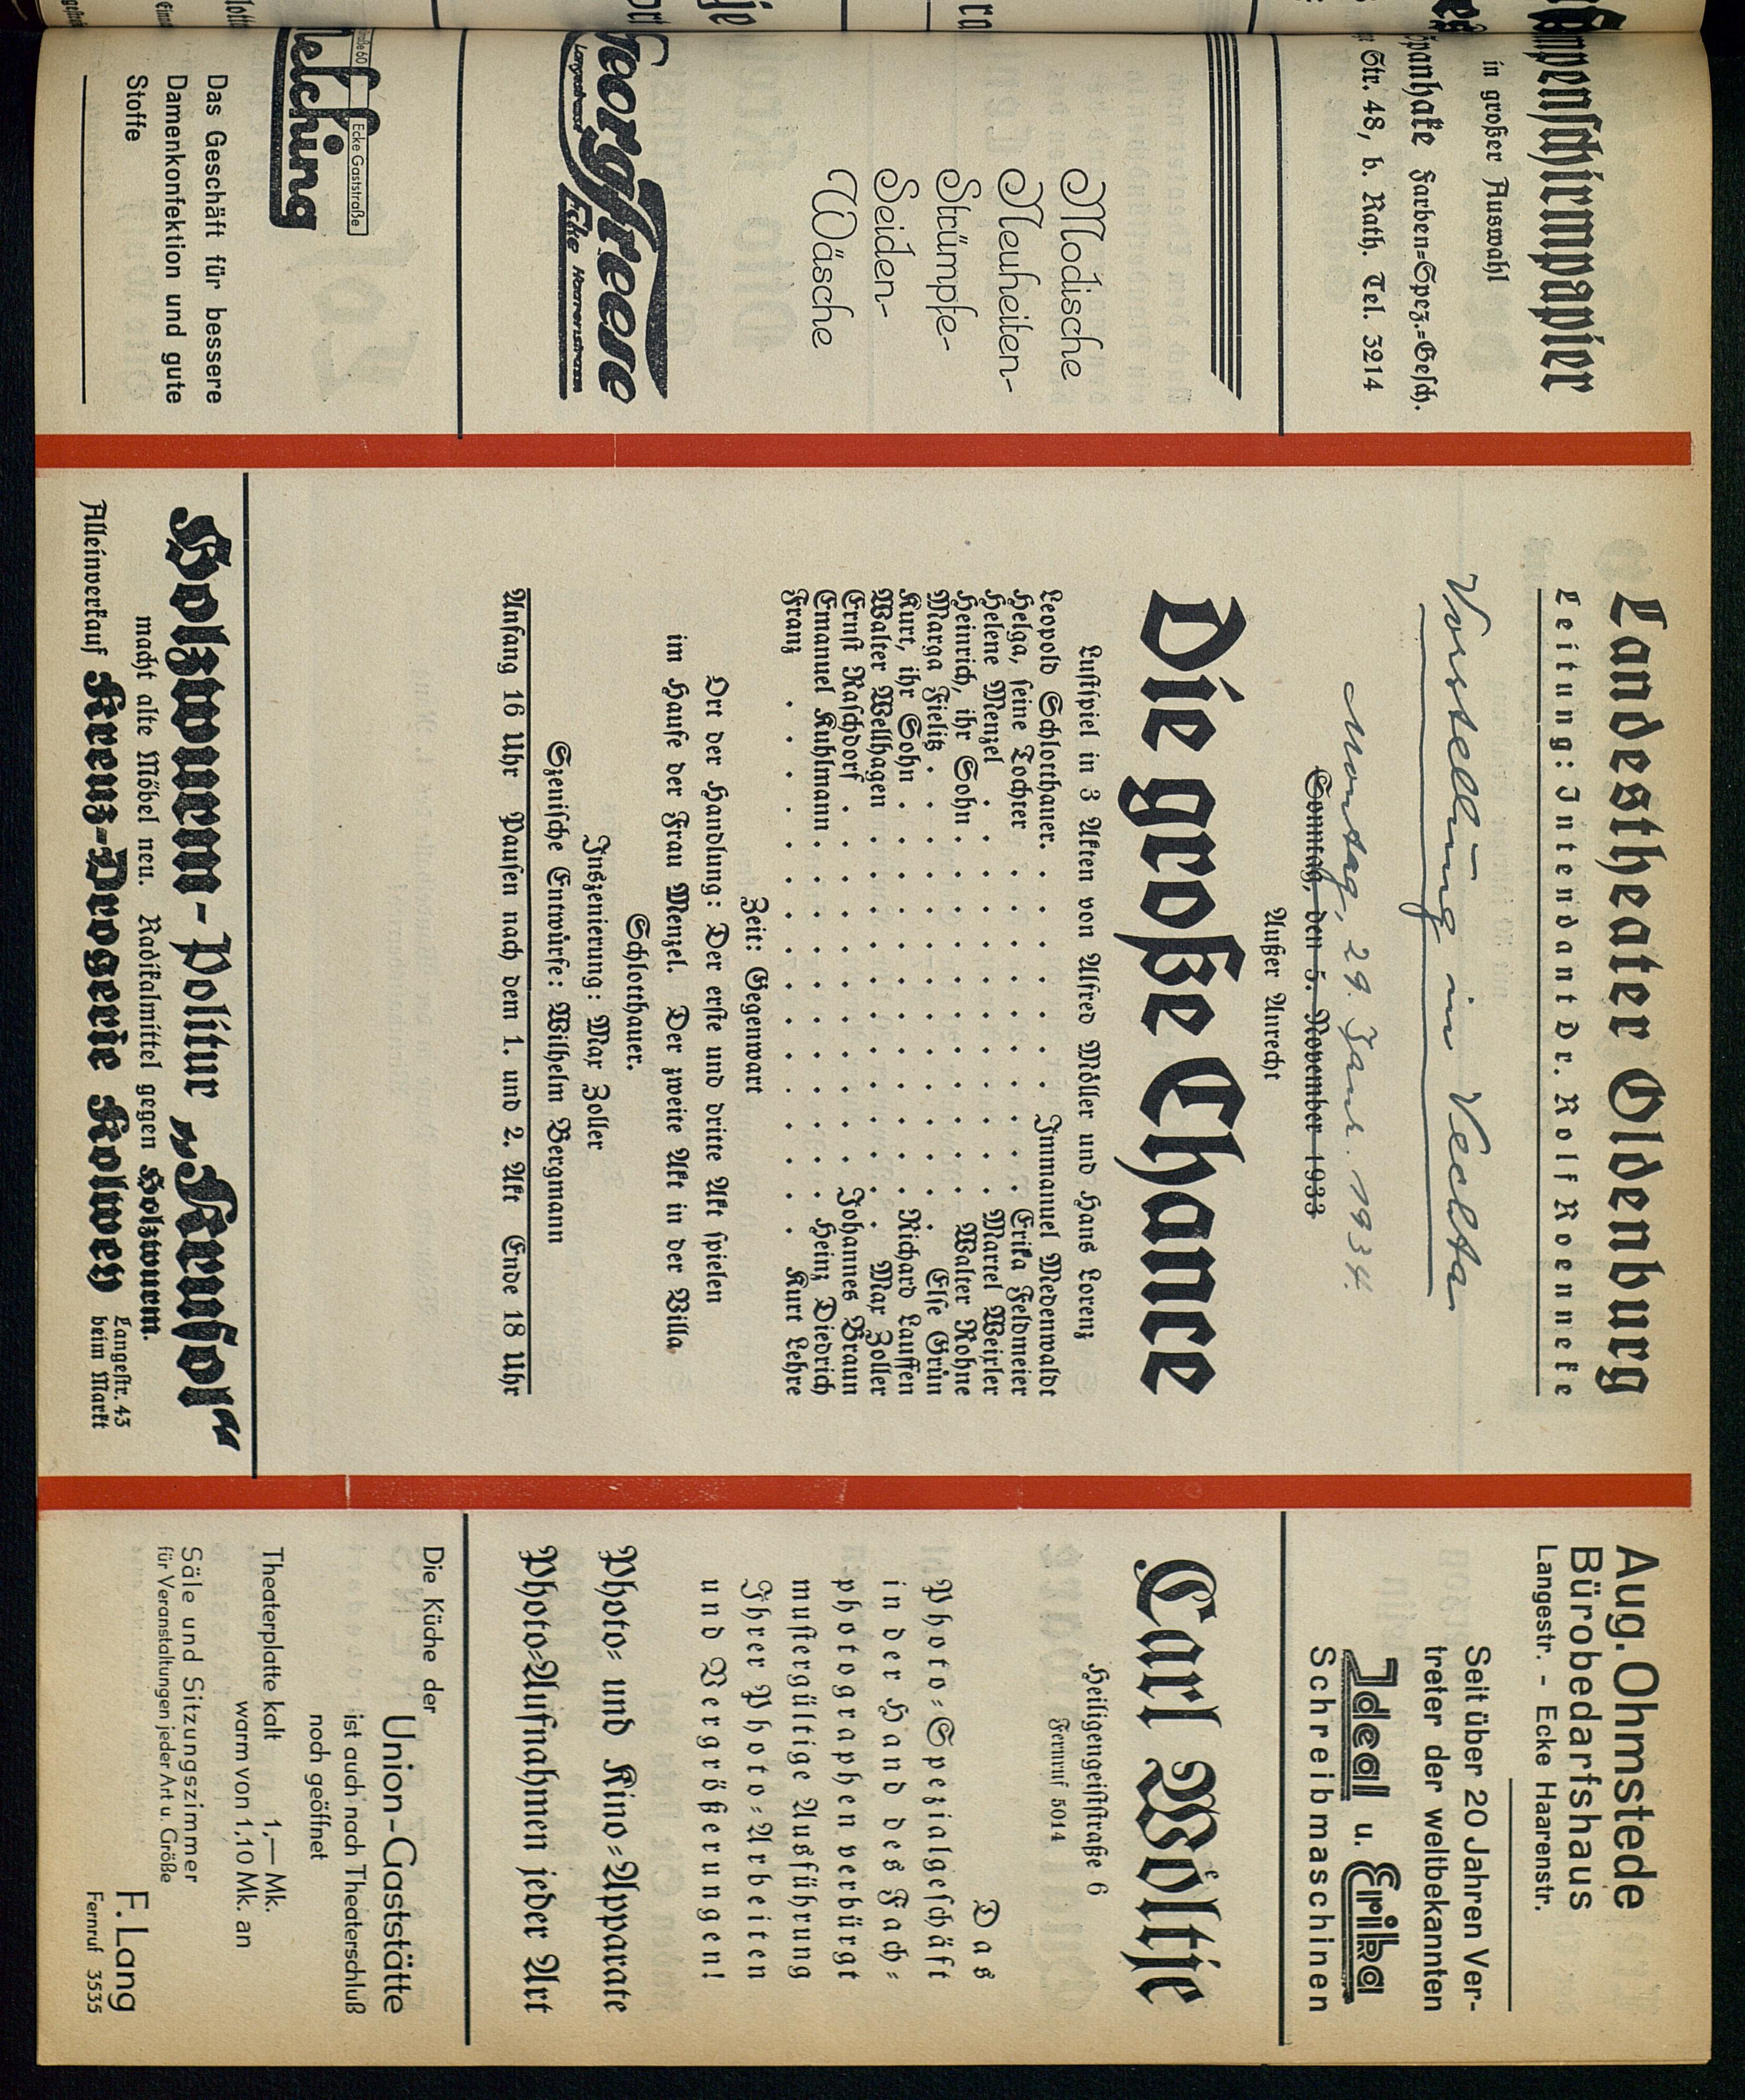 Lampenschirmpapier
in großer Auswahl
Spanhake Farben=Spez.=Gesch.
Str. 48, b. Rath. Tel. 3214
Modische
Neuheiten-
Strümpfe-
Seiden-
Wäsche
Georg Freese
Langestrasse Ecke Haarenstrasse
Ecke Gaststraße
elching
Das Geschäft für bessere
Damenkonfektion und gute
Stoffe
Landestheater Oldenburg
Leitung: Intendant Dr. Rolf Roennecke
Vorstellung in Vechta
Montag, 29. Jan. 1934.
Sonntag, den 5. November 1933
Außer Anrecht
Die große Chance
Lustspiel in 3 Akten von Alfred Möller und Hans Lorenz
Leopold Schlotthauer . . . . . . Immanuel Medenwaldt
Helga, seine Tochter . . . . . . Erika Feldmeier
Helene Menzel . . . . . . . Martel Weixler
Heinrich, ihr Sohn . . . . . . . Walter Rohne
Marga Fielitz . . . . . . . . Else Grün
Kurt, ihr Sohn . . . . . . . Richard Lauffen
Walter Wellhagen . . . . . . . Max Zoller
Ernst Raschdorf . . . . . . Johannes Braun
Emanuel Kuhlmann . . . . . . Heinz Diedrich
Franz . . . . . . . . . Kurt Lehre
Zeit: Gegenwart
Ort der Handlung: Der erste und dritte Akt spielen
im Hause der Frau Menzel. Der zweite Akt in der Villa
Schlotthauer.
Inszenierung: Max Zoller
Szenische Entwürfe: Wilhelm Bergmann
Anfang 16 Uhr Pausen nach dem 1. und 2. Akt Ende 18 Uhr
Holzwurm-Politur „Krusol“
macht alte Möbel neu. Radikalmittel gegen Holzwurm.
Alleinverkauf Kreuz-Drogerie Kolwey Langestr. 43
beim Markt
Aug. Ohmstede
Bürobedarfshaus
Langestr. - Ecke Haarenstr.
Seit über 20 Jahren Ver-
treter der weltbekannten
Ideal u. Erika
Schreibmaschinen
Carl Wöltje
Heiligengeiststraße 6
Fernruf 5014
Das
Photo=Spezialgeschäft
in der Hand des Fach=
photographen verbürgt
mustergültige Ausführung
Ihrer Photo=Arbeiten
und Vergrößerungen!
Photo= und Kino=Apparate
Photo=Aufnahmen jeder Art
Die Küche der
Union-Gaststätte
ist auch nach Theaterschluß
noch geöffnet
Theaterplatte kalt 1,— Mk.
warm von 1,10 Mk. an
Säle und Sitzungszimmer
für Veranstaltungen jeder Art u. Größe
F. Lang
Fernruf 3535